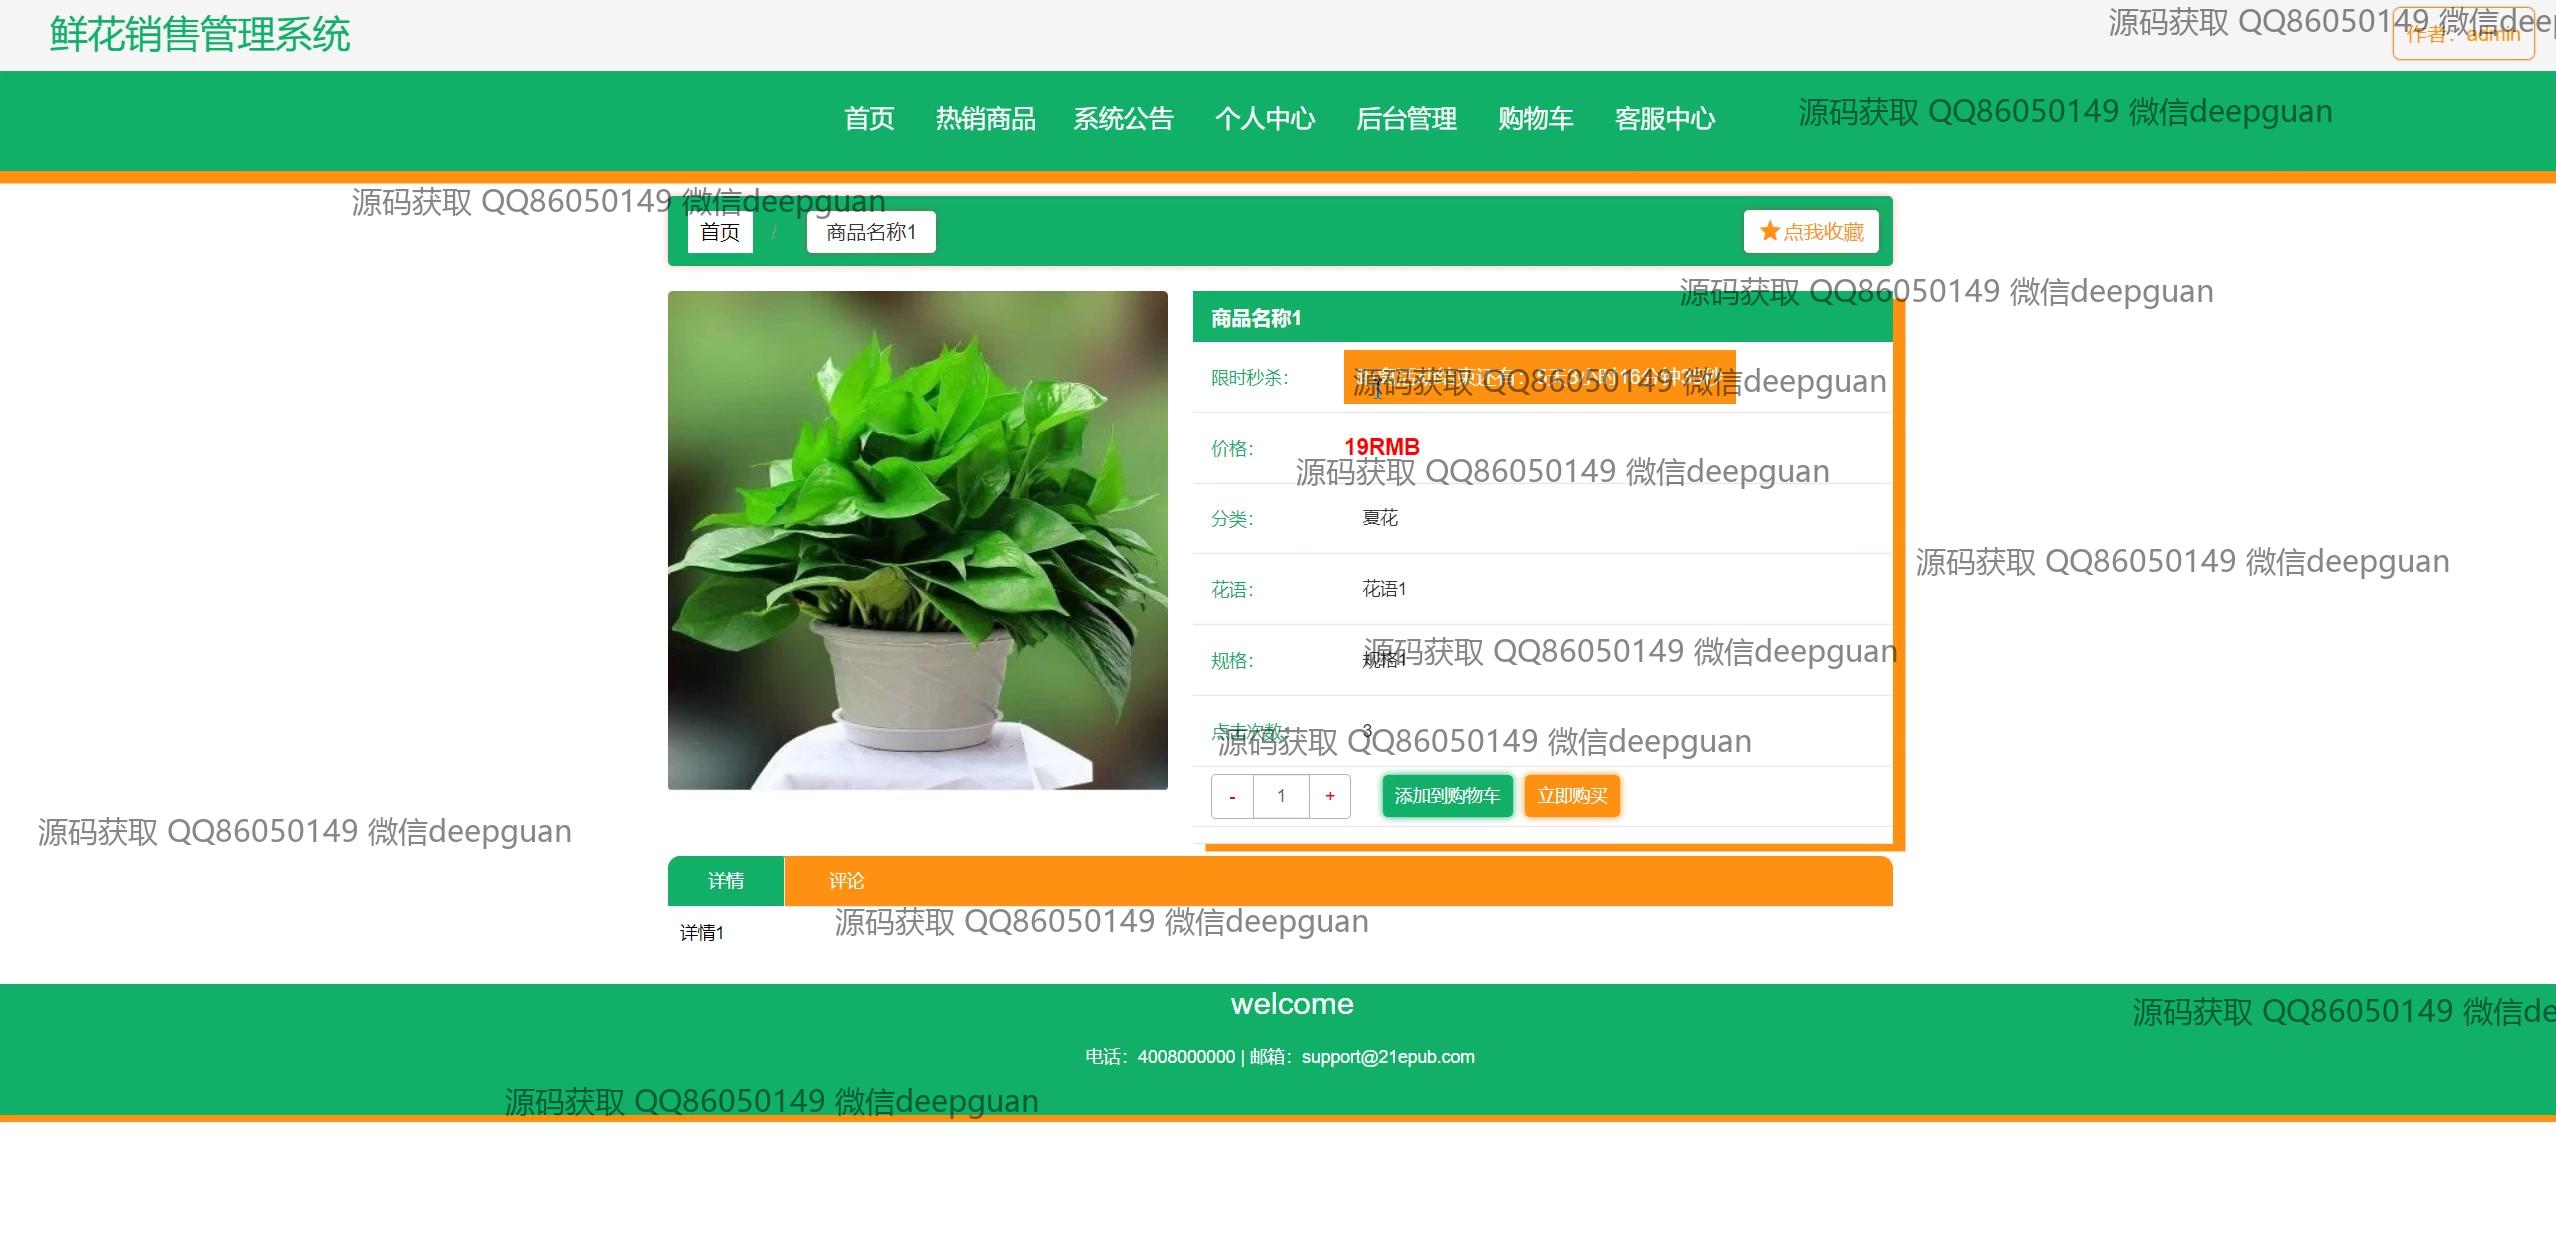 鲜花销售管理系统
源码获取 QQ86050149 微信deep
作者：admin
首页 热销商品 系统公告 个人中心 后台管理 购物车 客服中心
源码获取 QQ86050149 微信deepguan
源码获取 QQ86050149 微信deepguan
首页 / 商品名称1
点我收藏
源码获取 QQ86050149 微信deepguan
商品名称1
限时秒杀：
源码获取 QQ86050149 微信deepguan
价格： 19RMB
源码获取 QQ86050149 微信deepguan
分类： 夏花
源码获取 QQ86050149 微信deepguan
花语： 花语1
源码获取 QQ86050149 微信deepguan
规格： 规格1
点击次数： 3
源码获取 QQ86050149 微信deepguan
- 1 + 添加到购物车 立即购买
源码获取 QQ86050149 微信deepguan
详情 评论
源码获取 QQ86050149 微信deepguan
详情1
welcome
源码获取 QQ86050149 微信de
电话：4008000000 | 邮箱：support@21epub.com
源码获取 QQ86050149 微信deepguan